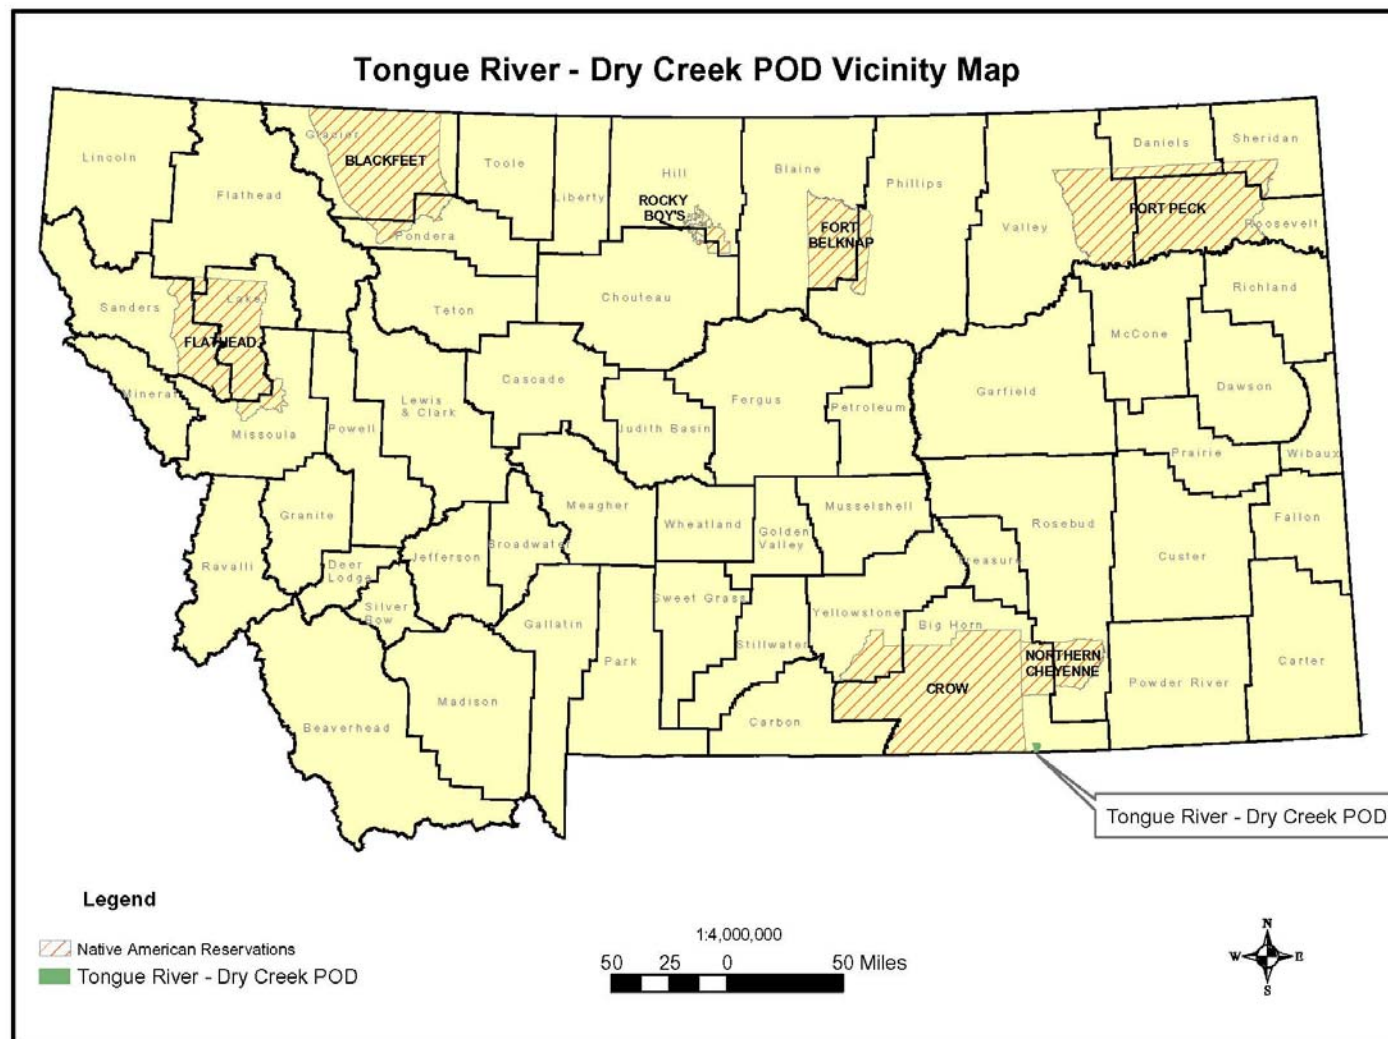 Tongue River - Dry Creek POD Vicinity Map
Lincoln
Flathead
Glacier
BLACKFEET
Toole
Liberty
Hill
ROCKY
BOY'S
Blaine
Phillips
FORT
BELKNAP
Valley
Daniels
Sheridan
FORT PECK
Roosevelt
Pondera
Sanders
Lake
FLATHEAD
Teton
Chouteau
Richland
McCone
Mineral
Missoula
Powell
Lewis
& Clark
Cascade
Judith Basin
Fergus
Petroleum
Garfield
Dawson
Prairie
Wibaux
Granite
Ravalli
Deer
Lodge
Silver
Bow
Jefferson
Broadwater
Meagher
Wheatland
Golden
Valley
Musselshell
Treasure
Rosebud
Custer
Fallon
Gallatin
Park
Sweet Grass
Stillwater
Yellowstone
Big Horn
NORTHERN
CHEYENNE
CROW
Powder River
Carter
Beaverhead
Madison
Carbon
Tongue River - Dry Creek POD
Legend
Native American Reservations
Tongue River - Dry Creek POD
1:4,000,000
50 25 0 50 Miles
N
W E
S